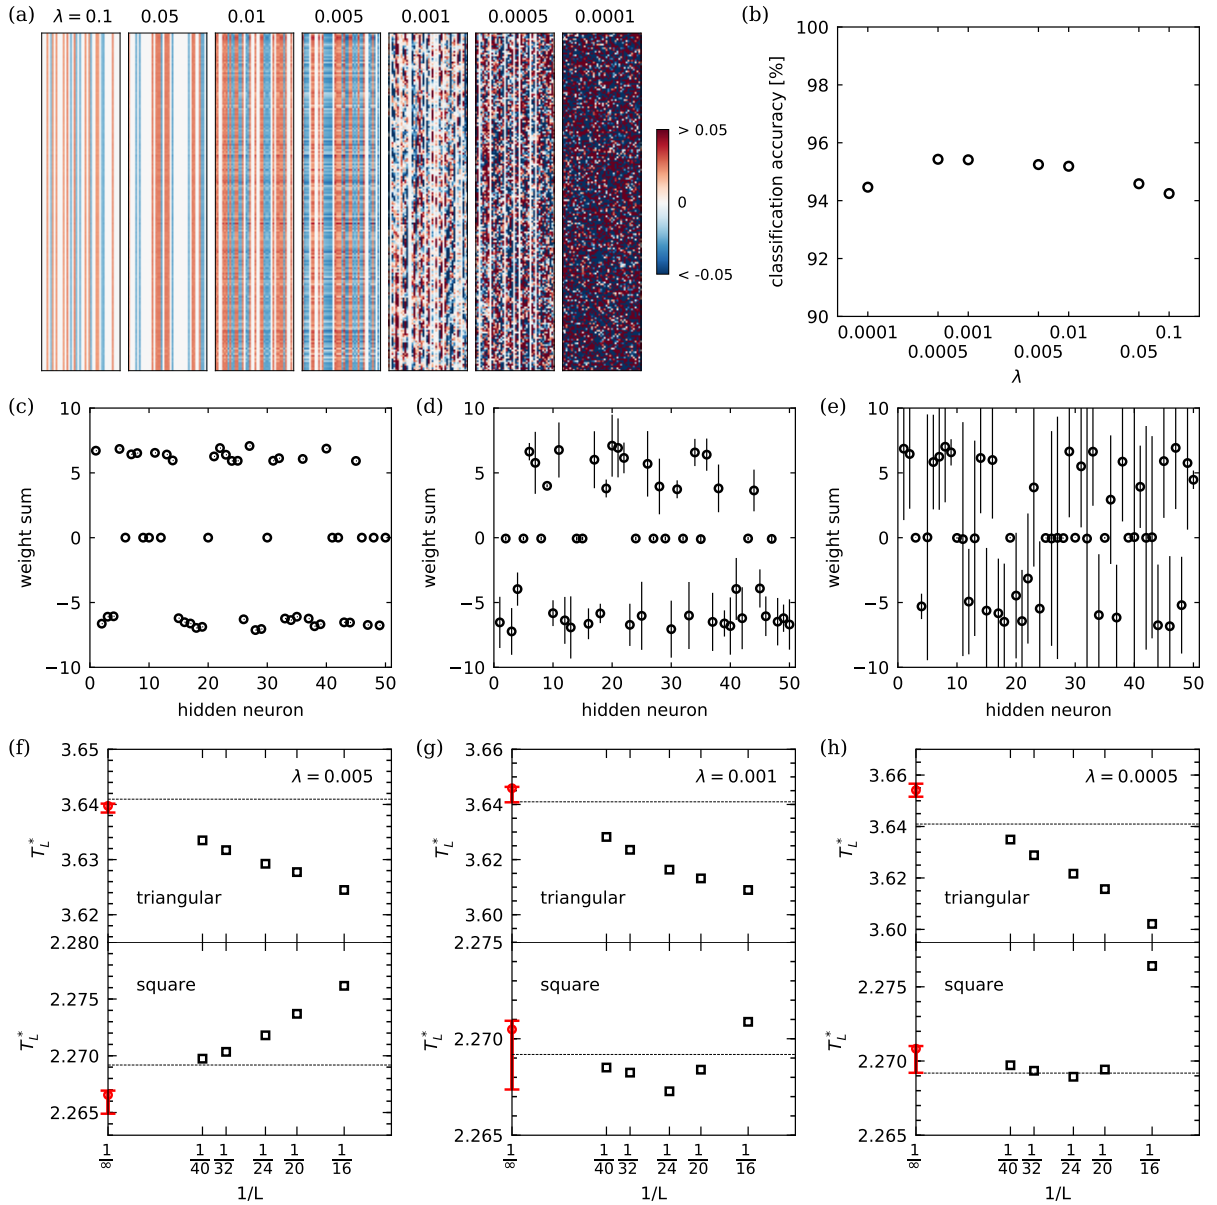 (a) λ = 0.1 0.05 0.01 0.005 0.001 0.0005 0.0001
> 0.05
0
< -0.05
(b)
classification accuracy [%]
100
98
96
94
92
90
0.0001 0.001 0.01 0.1
0.0005 0.005 0.05
λ
(c)
weight sum
10
5
0
−5
−10
0 10 20 30 40 50
hidden neuron
(d)
weight sum
10
5
0
−5
−10
0 10 20 30 40 50
hidden neuron
(e)
weight sum
10
5
0
−5
−10
0 10 20 30 40 50
hidden neuron
(f)
λ = 0.005
T*L
3.65
3.64
3.63
3.62
triangular
2.280
2.275
2.270
2.265
square
T*L
1/∞ 1/40 1/32 1/24 1/20 1/16
1/L
(g)
λ = 0.001
T*L
3.66
3.64
3.62
3.60
triangular
2.275
2.270
2.265
square
T*L
1/∞ 1/40 1/32 1/24 1/20 1/16
1/L
(h)
λ = 0.0005
T*L
3.66
3.64
3.62
3.60
triangular
2.275
2.270
2.265
square
T*L
1/∞ 1/40 1/32 1/24 1/20 1/16
1/L